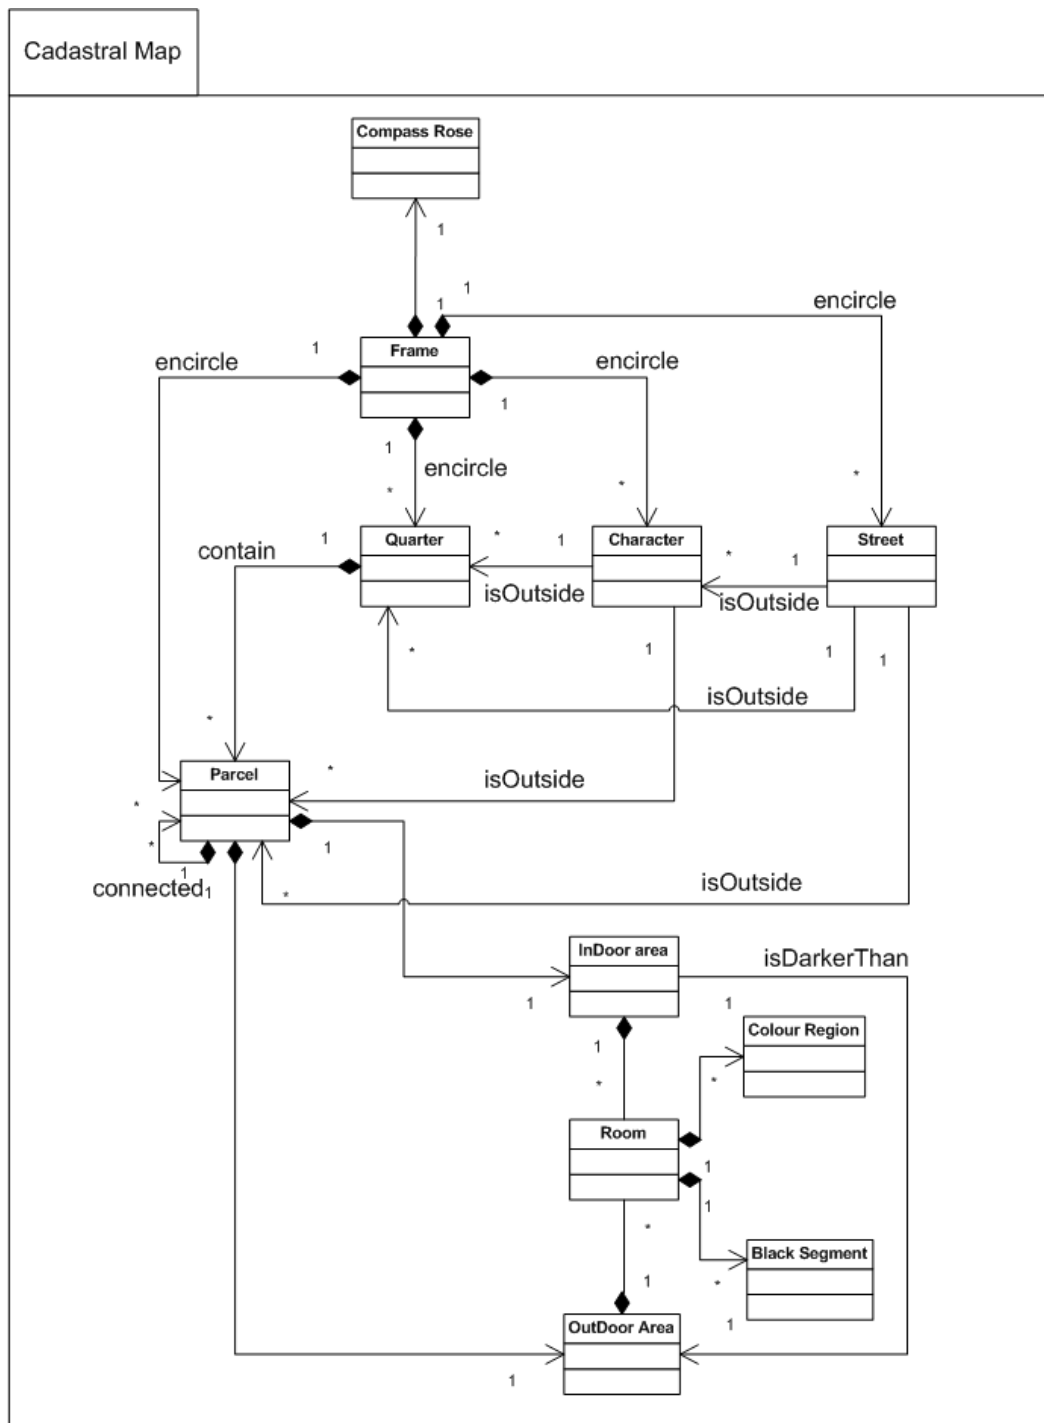 Cadastral Map
Compass Rose
1
1
1
encircle
Frame
1
encircle
encircle
1
1
encircle
*
*
*
Quarter
1
contain
*
Character
1
isOutside
Street
1
*
isOutside
*
1
1
1
isOutside
*
Parcel
*
isOutside
*
*
1
1
connected
1
*
isOutside
InDoor area
isDarkerThan
1
1
Colour Region
1
*
*
Room
1
1
*
Black Segment
*
1
1
OutDoor Area
1